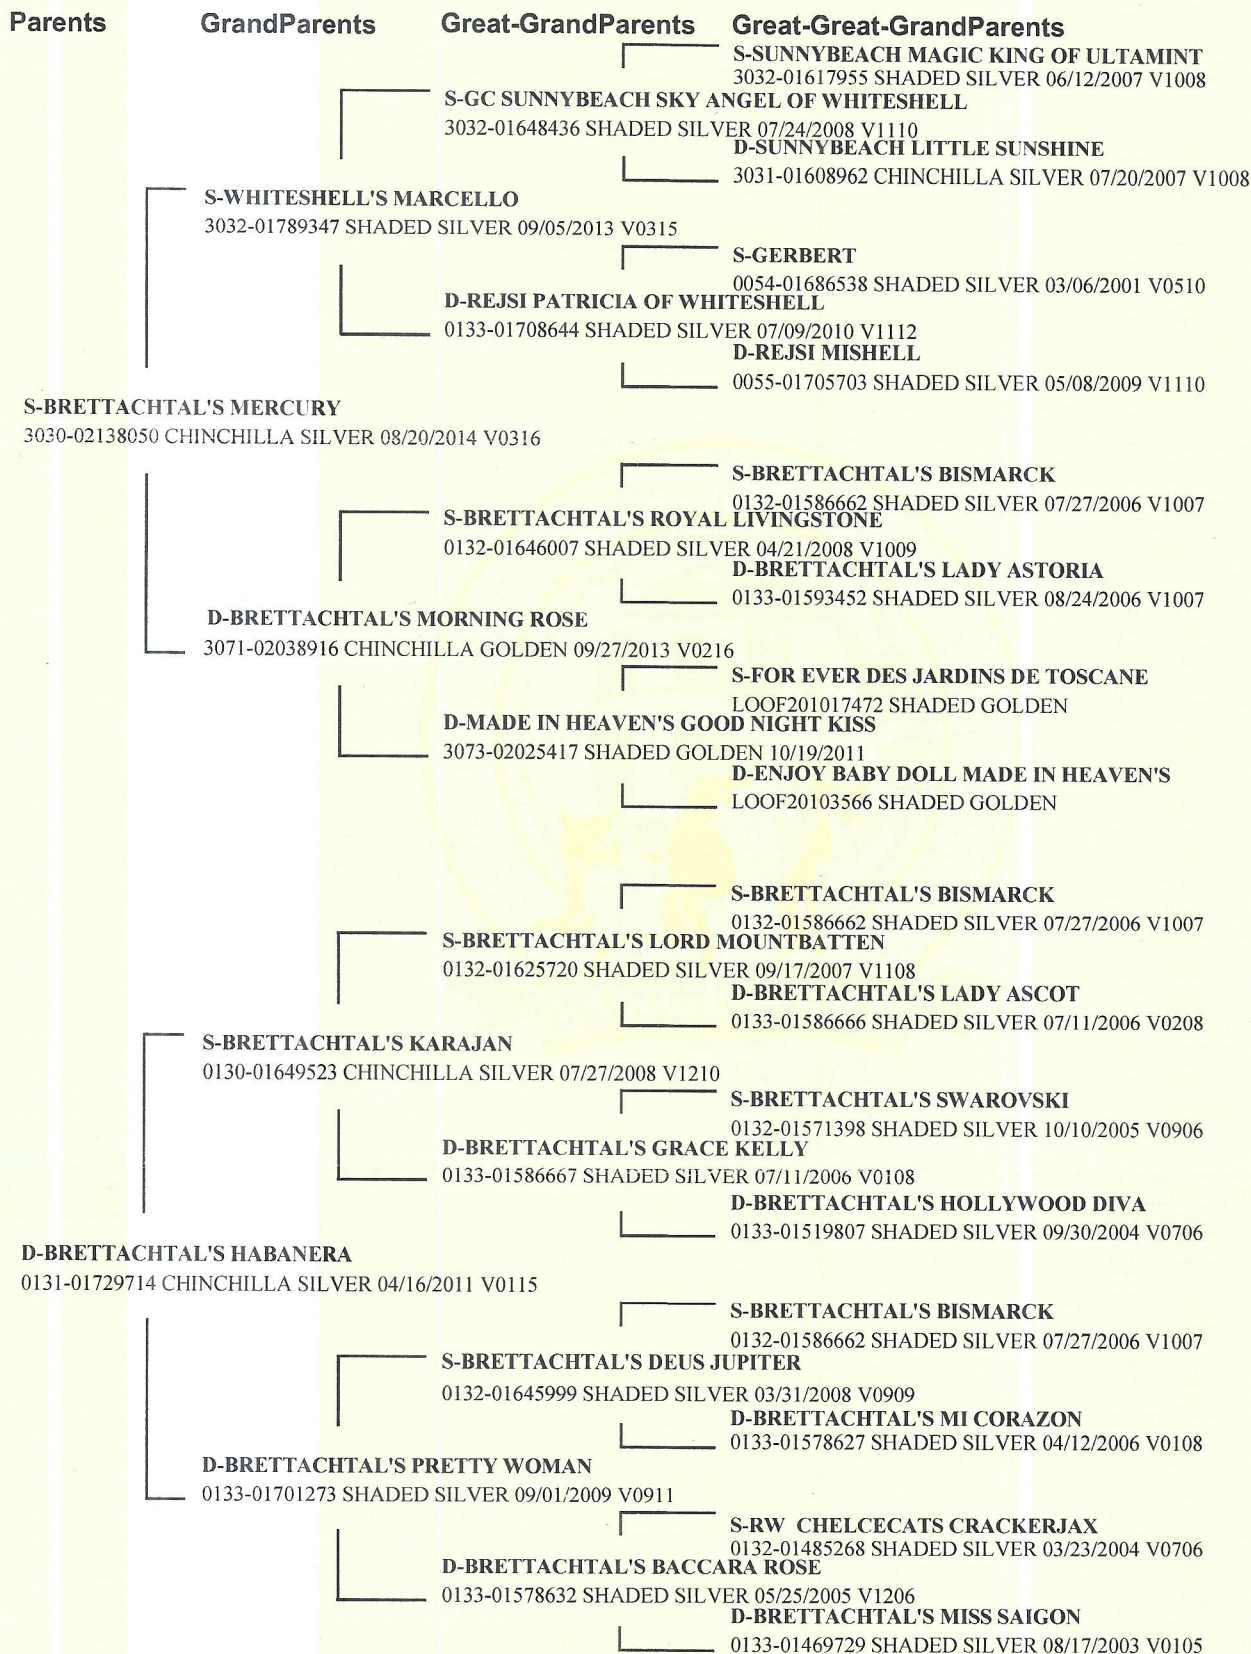 Parents GrandParents Great-GrandParents Great-Great-GrandParents
S-SUNNYBEACH MAGIC KING OF ULTAMINT
3032-01617955 SHADED SILVER 06/12/2007 V1008
S-GC SUNNYBEACH SKY ANGEL OF WHITESHELL
3032-01648436 SHADED SILVER 07/24/2008 V1110
D-SUNNYBEACH LITTLE SUNSHINE
3031-01608962 CHINCHILLA SILVER 07/20/2007 V1008
S-WHITESHELL'S MARCELLO
3032-01789347 SHADED SILVER 09/05/2013 V0315
S-GERBERT
0054-01686538 SHADED SILVER 03/06/2001 V0510
D-REJSI PATRICIA OF WHITESHELL
0133-01708644 SHADED SILVER 07/09/2010 V1112
D-REJSI MISHELL
0055-01705703 SHADED SILVER 05/08/2009 V1110
S-BRETTACHTAL'S MERCURY
3030-02138050 CHINCHILLA SILVER 08/20/2014 V0316
S-BRETTACHTAL'S BISMARCK
0132-01586662 SHADED SILVER 07/27/2006 V1007
S-BRETTACHTAL'S ROYAL LIVINGSTONE
0132-01646007 SHADED SILVER 04/21/2008 V1009
D-BRETTACHTAL'S LADY ASTORIA
0133-01593452 SHADED SILVER 08/24/2006 V1007
D-BRETTACHTAL'S MORNING ROSE
3071-02038916 CHINCHILLA GOLDEN 09/27/2013 V0216
S-FOR EVER DES JARDINS DE TOSCANE
LOOF201017472 SHADED GOLDEN
D-MADE IN HEAVEN'S GOOD NIGHT KISS
3073-02025417 SHADED GOLDEN 10/19/2011
D-ENJOY BABY DOLL MADE IN HEAVEN'S
LOOF20103566 SHADED GOLDEN
S-BRETTACHTAL'S BISMARCK
0132-01586662 SHADED SILVER 07/27/2006 V1007
S-BRETTACHTAL'S LORD MOUNTBATTEN
0132-01625720 SHADED SILVER 09/17/2007 V1108
D-BRETTACHTAL'S LADY ASCOT
0133-01586666 SHADED SILVER 07/11/2006 V0208
S-BRETTACHTAL'S KARAJAN
0130-01649523 CHINCHILLA SILVER 07/27/2008 V1210
S-BRETTACHTAL'S SWAROVSKI
0132-01571398 SHADED SILVER 10/10/2005 V0906
D-BRETTACHTAL'S GRACE KELLY
0133-01586667 SHADED SILVER 07/11/2006 V0108
D-BRETTACHTAL'S HOLLYWOOD DIVA
0133-01519807 SHADED SILVER 09/30/2004 V0706
D-BRETTACHTAL'S HABANERA
0131-01729714 CHINCHILLA SILVER 04/16/2011 V0115
S-BRETTACHTAL'S BISMARCK
0132-01586662 SHADED SILVER 07/27/2006 V1007
S-BRETTACHTAL'S DEUS JUPITER
0132-01645999 SHADED SILVER 03/31/2008 V0909
D-BRETTACHTAL'S MI CORAZON
0133-01578627 SHADED SILVER 04/12/2006 V0108
D-BRETTACHTAL'S PRETTY WOMAN
0133-01701273 SHADED SILVER 09/01/2009 V0911
S-RW CHELCECATS CRACKERJAX
0132-01485268 SHADED SILVER 03/23/2004 V0706
D-BRETTACHTAL'S BACCARA ROSE
0133-01578632 SHADED SILVER 05/25/2005 V1206
D-BRETTACHTAL'S MISS SAIGON
0133-01469729 SHADED SILVER 08/17/2003 V0105